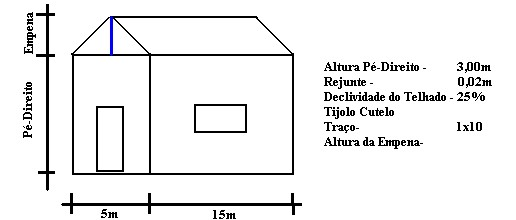 Empena
Pé-Direito
5m
15m
Altura Pé-Direito - 3,00m
Rejunte - 0,02m
Declividade do Telhado - 25%
Tijolo Cutelo
Traço- 1x10
Altura da Empena-